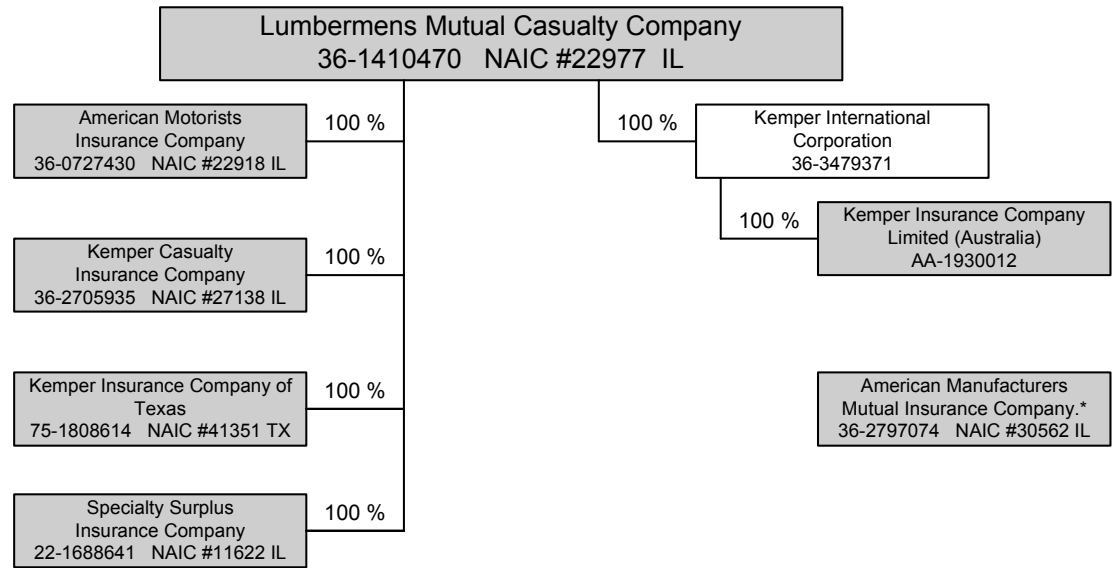 Lumbermens Mutual Casualty Company
36-1410470 NAIC #22977 IL
American Motorists
Insurance Company
36-0727430 NAIC #22918 IL
100 %
100 %
Kemper International
Corporation
36-3479371
100 %
Kemper Insurance Company
Limited (Australia)
AA-1930012
Kemper Casualty
Insurance Company
36-2705935 NAIC #27138 IL
100 %
Kemper Insurance Company of
Texas
75-1808614 NAIC #41351 TX
100 %
American Manufacturers
Mutual Insurance Company.*
36-2797074 NAIC #30562 IL
Specialty Surplus
Insurance Company
22-1688641 NAIC #11622 IL
100 %